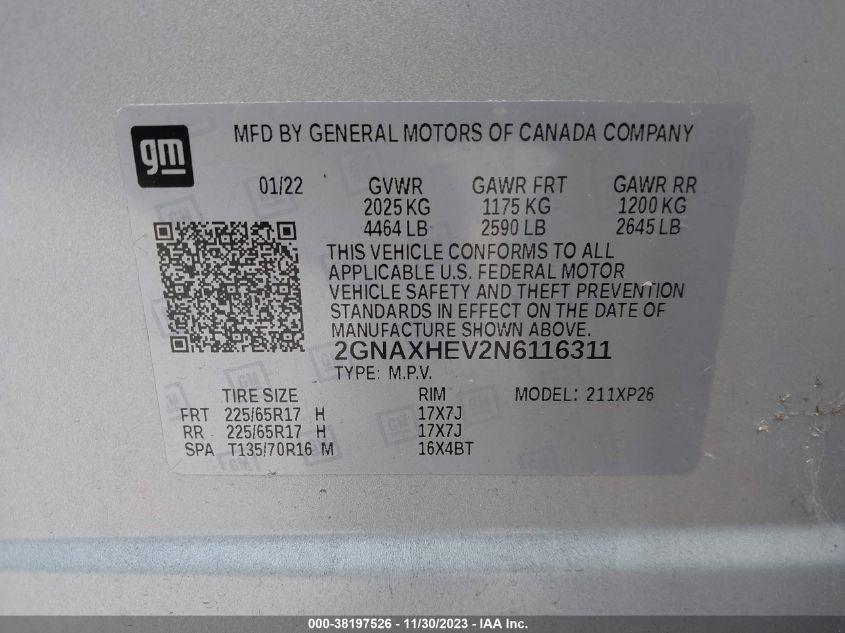 gm
MFD BY GENERAL MOTORS OF CANADA COMPANY
01/22 GVWR GAWR FRT GAWR RR
2025 KG 1175 KG 1200 KG
4464 LB 2590 LB 2645 LB
THIS VEHICLE CONFORMS TO ALL
APPLICABLE U.S. FEDERAL MOTOR
VEHICLE SAFETY AND THEFT PREVENTION
STANDARDS IN EFFECT ON THE DATE OF
MANUFACTURE SHOWN ABOVE.
2GNAXHEV2N6116311
TYPE: M.P.V.
TIRE SIZE RIM MODEL: 211XP26
FRT 225/65R17 H 17X7J
RR 225/65R17 H 17X7J
SPA T135/70R16 M 16X4BT
000-38197526 - 11/30/2023 - IAA Inc.